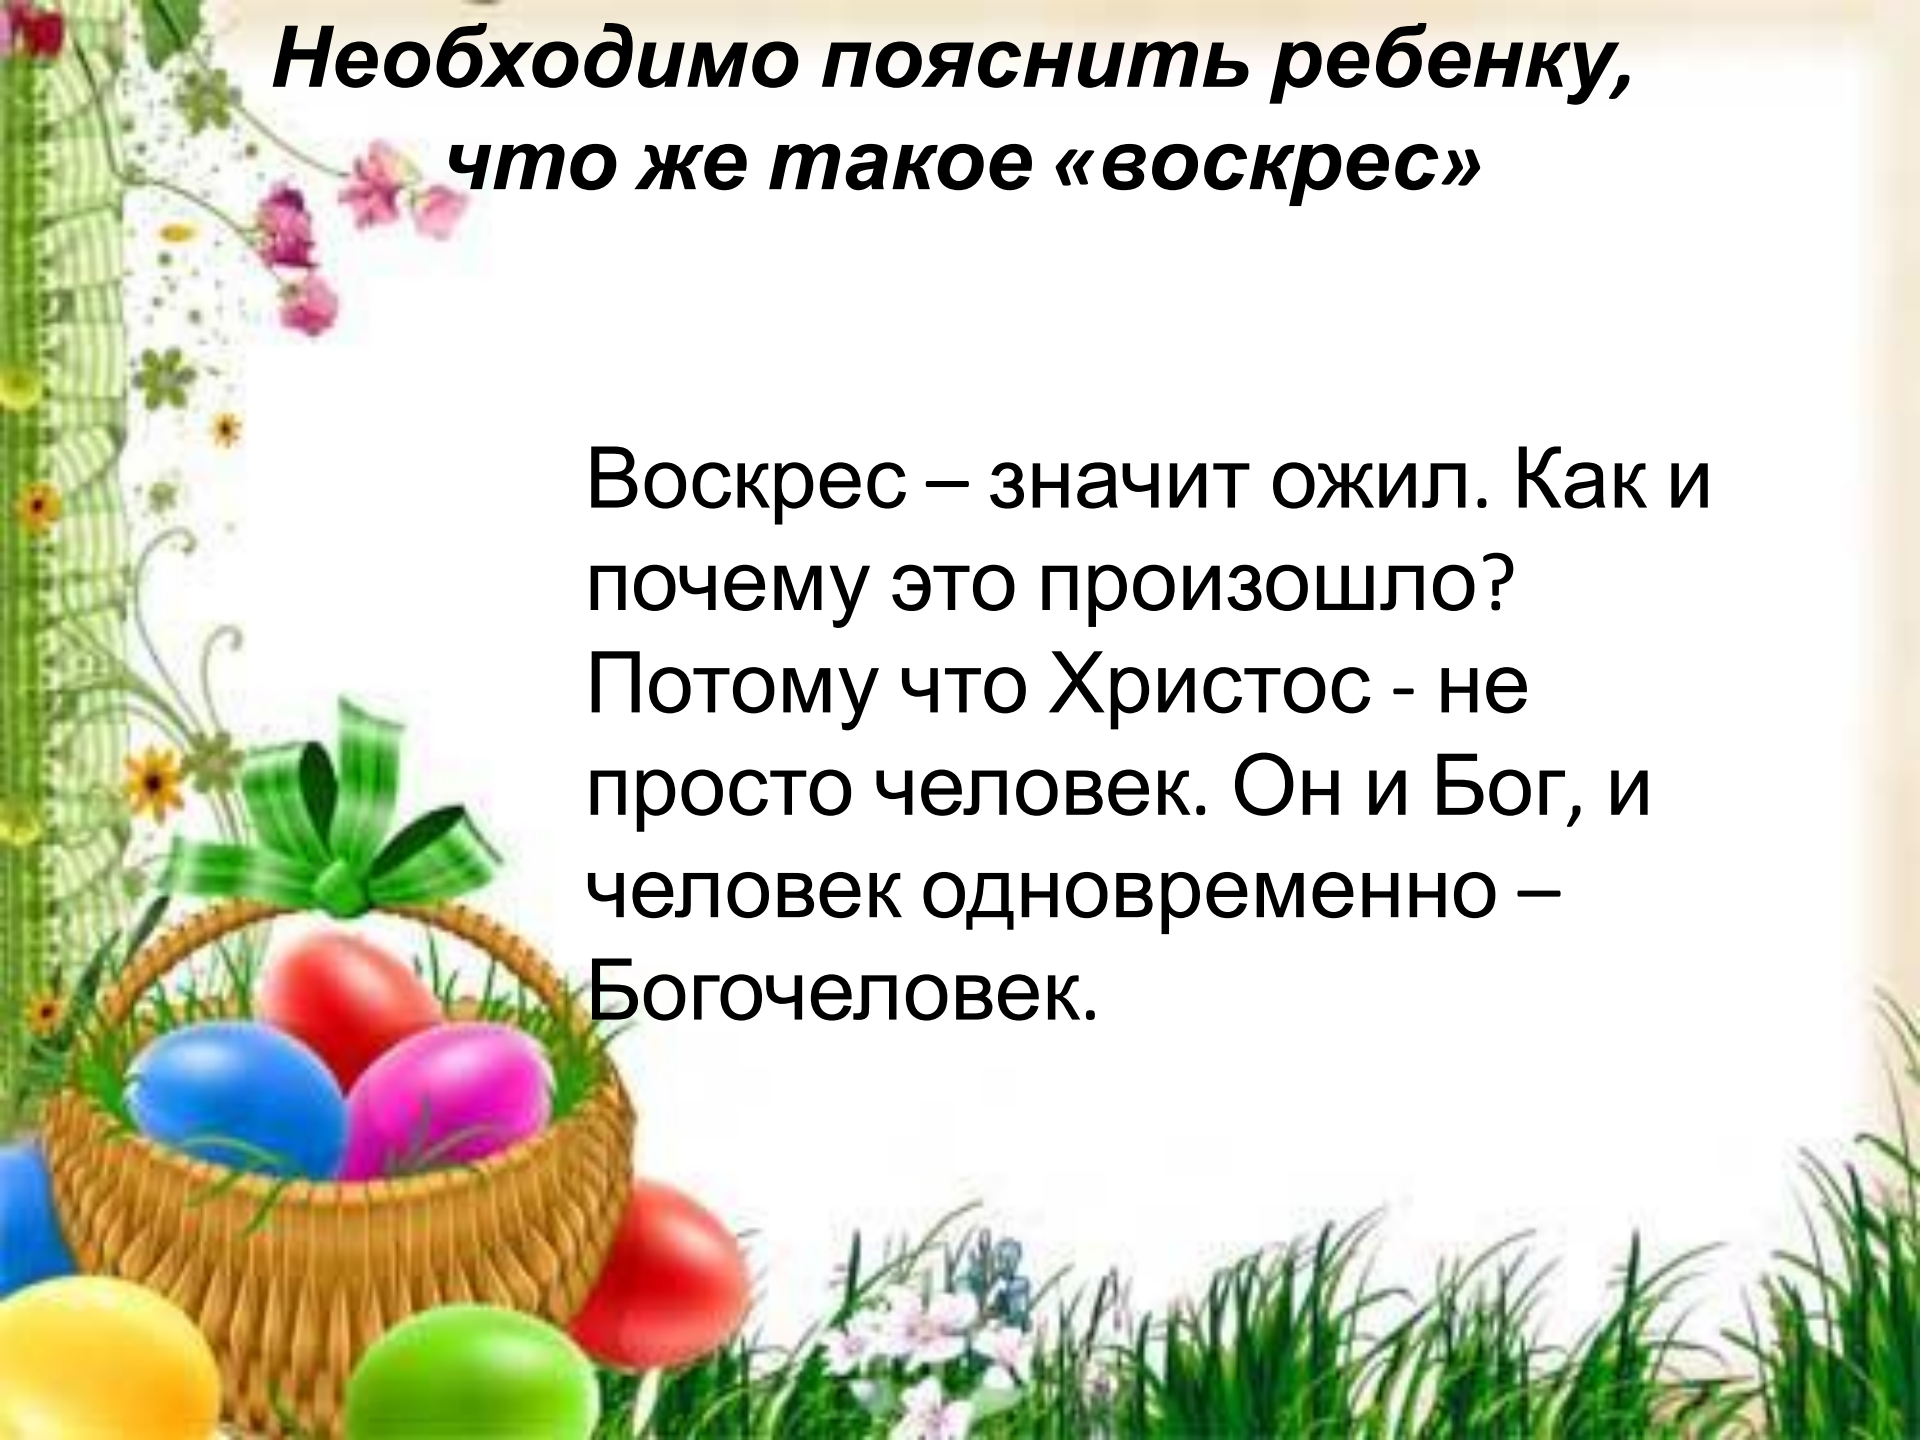 Необходимо пояснить ребенку,
что же такое «воскрес»
Воскрес – значит ожил. Как и
почему это произошло?
Потому что Христос - не
просто человек. Он и Бог, и
человек одновременно –
Богочеловек.